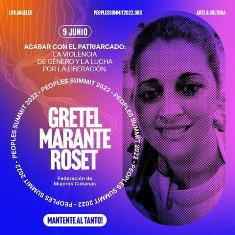 LOS ANGELES
PEOPLESSUMMIT2022.ORG
ARTE & CULTURA
9 JUNIO
ACABAR CON EL PATRIARCADO:
LA VIOLENCIA
DE GÉNERO Y LA LUCHA
POR LA LIBERACIÓN.
GRETEL
MARANTE
ROSET
Federación de
Mujeres Cubanas
PEOPLES SUMMIT 2022 - PEOPLES SUMMIT 2022 - PEOPLES SUMMIT 2022 - PEOPLES SUMMIT 2022
MANTENTE AL TANTO!